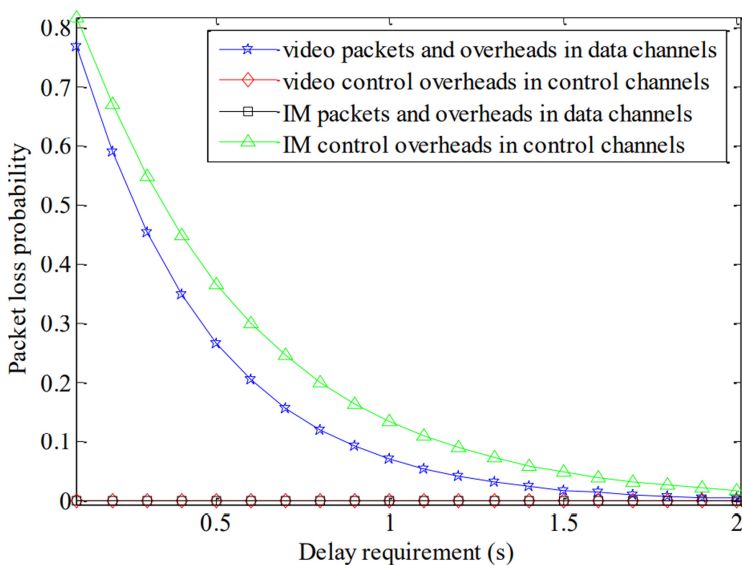 0.8
0.7
0.6
0.5
0.4
0.3
0.2
0.1
0
Packet loss probability
video packets and overheads in data channels
video control overheads in control channels
IM packets and overheads in data channels
IM control overheads in control channels
0.5
1
1.5
2
Delay requirement (s)